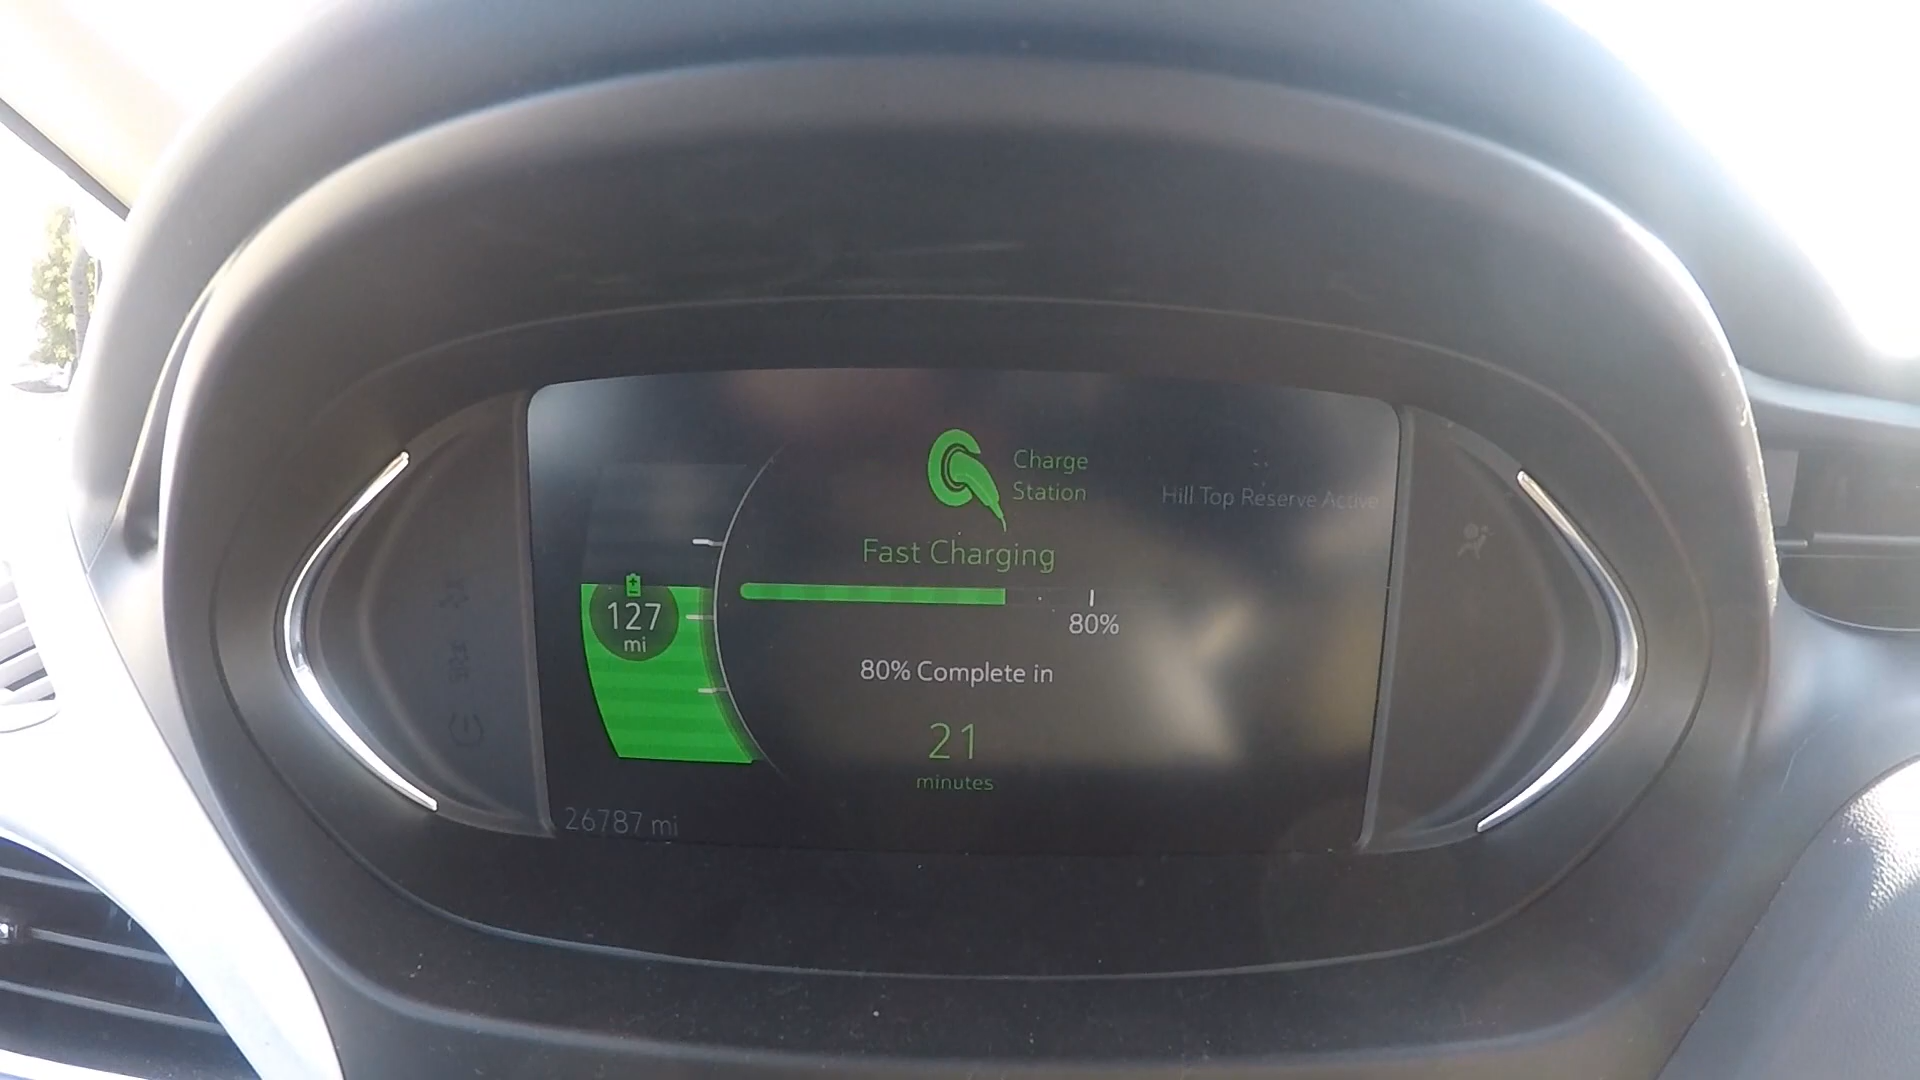 Charge
Station
Hill Top Reserve Active
Fast Charging
127
mi
80%
80% Complete in
21
minutes
26787 mi